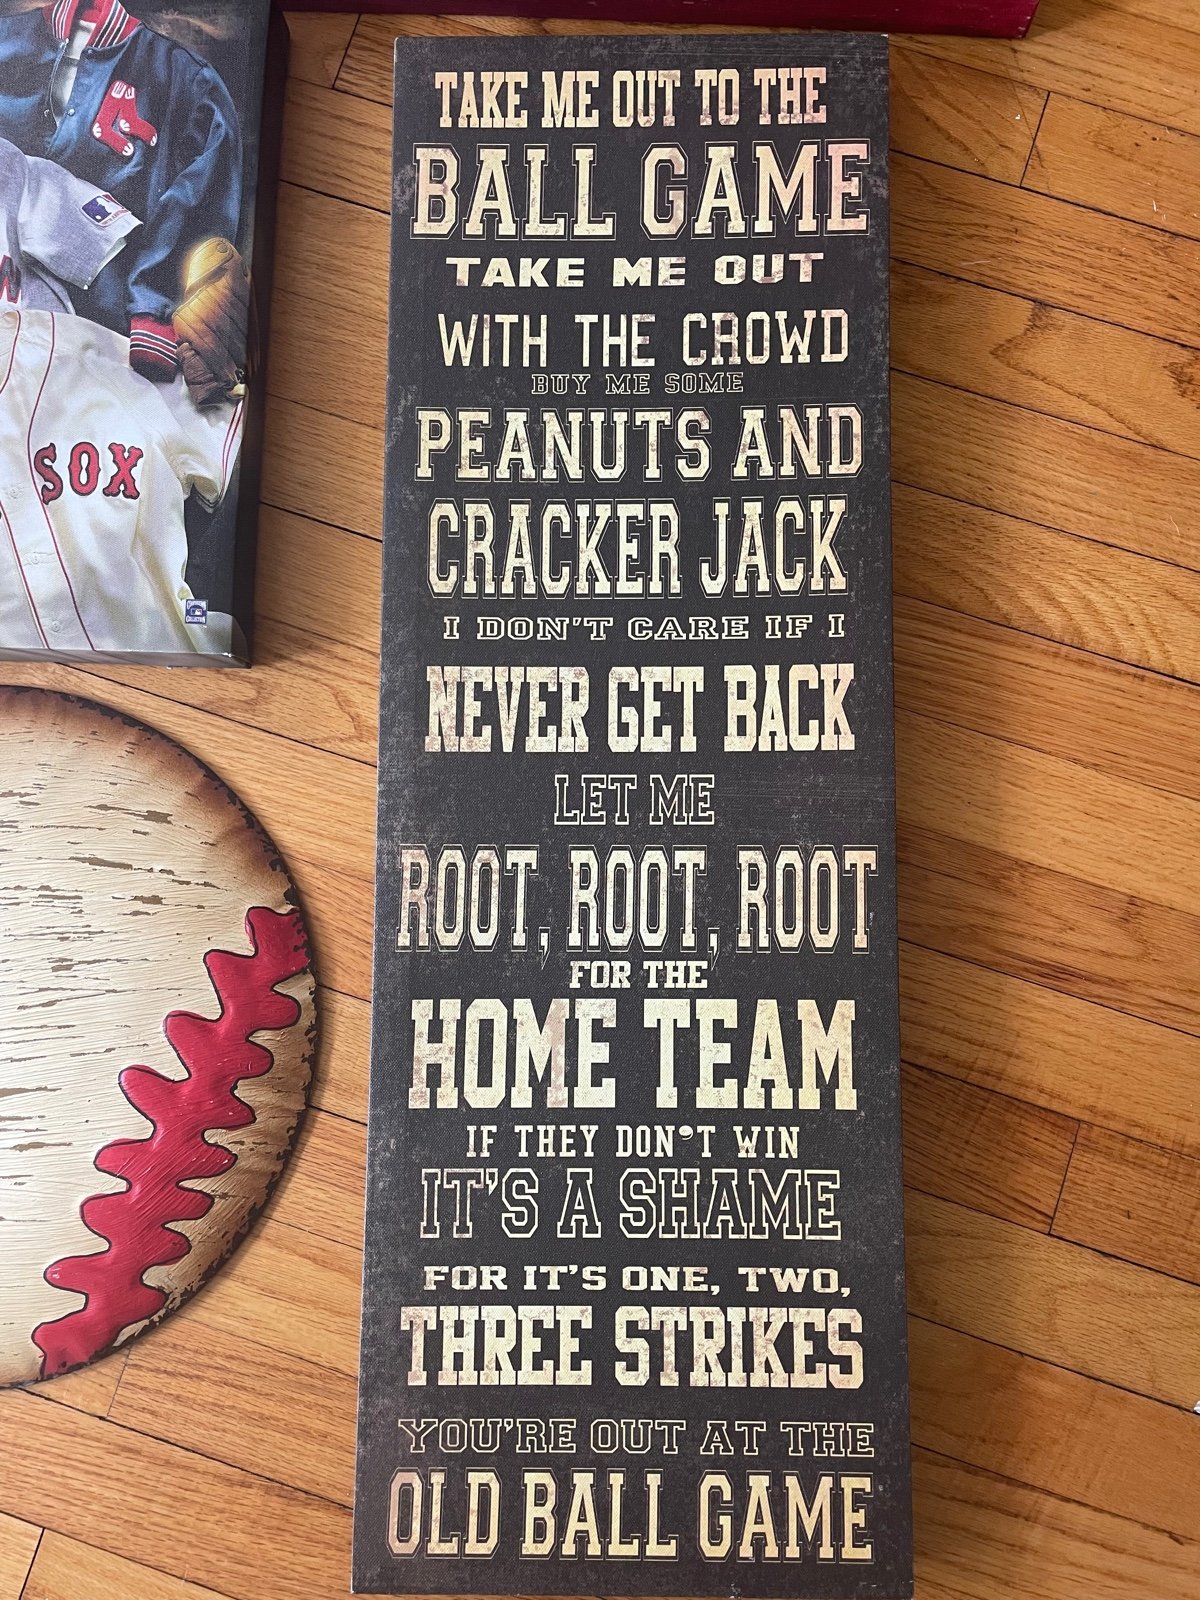 TAKE ME OUT TO THE
BALL GAME
TAKE ME OUT
WITH THE CROWD
BUY ME SOME
PEANUTS AND
CRACKER JACK
I DON'T CARE IF I
NEVER GET BACK
LET ME
ROOT, ROOT, ROOT
FOR THE
HOME TEAM
IF THEY DON'T WIN
IT'S A SHAME
FOR IT'S ONE, TWO,
THREE STRIKES
YOU'RE OUT AT THE
OLD BALL GAME
SOX